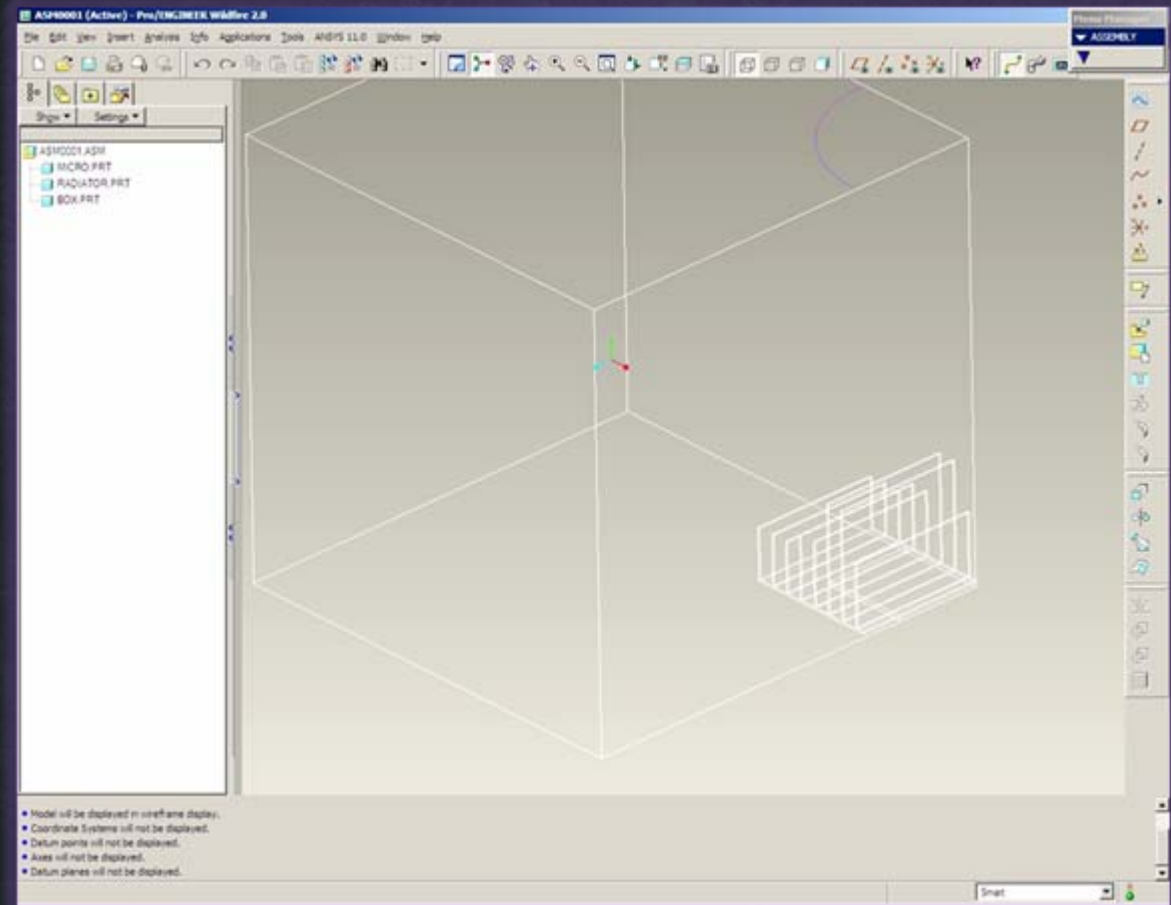 ASM0001 (Active) - Pro/ENGINEER Wildfire 2.0
File Edit View Insert Analysis Info Applications Tools ANSYS 11.0 Window Help
Menu Manager
ASSEMBLY
Show Settings
ASM0001.ASM
MICRO.PRT
RADIATOR.PRT
BOX.PRT
• Model will be displayed in wireframe display.
• Coordinate Systems will not be displayed.
• Datum points will not be displayed.
• Axes will not be displayed.
• Datum planes will not be displayed.
Smart